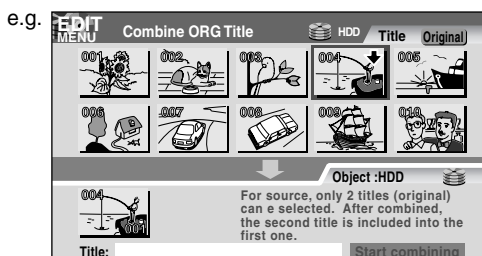 e.g.
EDIT
MENU
Combine ORG Title
HDD
Title
Original
001
002
003
004
005
006
007
008
009
010
Object :HDD
004
001
For source, only 2 titles (original)
can e selected. After combined,
the second title is included into the
first one.
Title:
Start combining